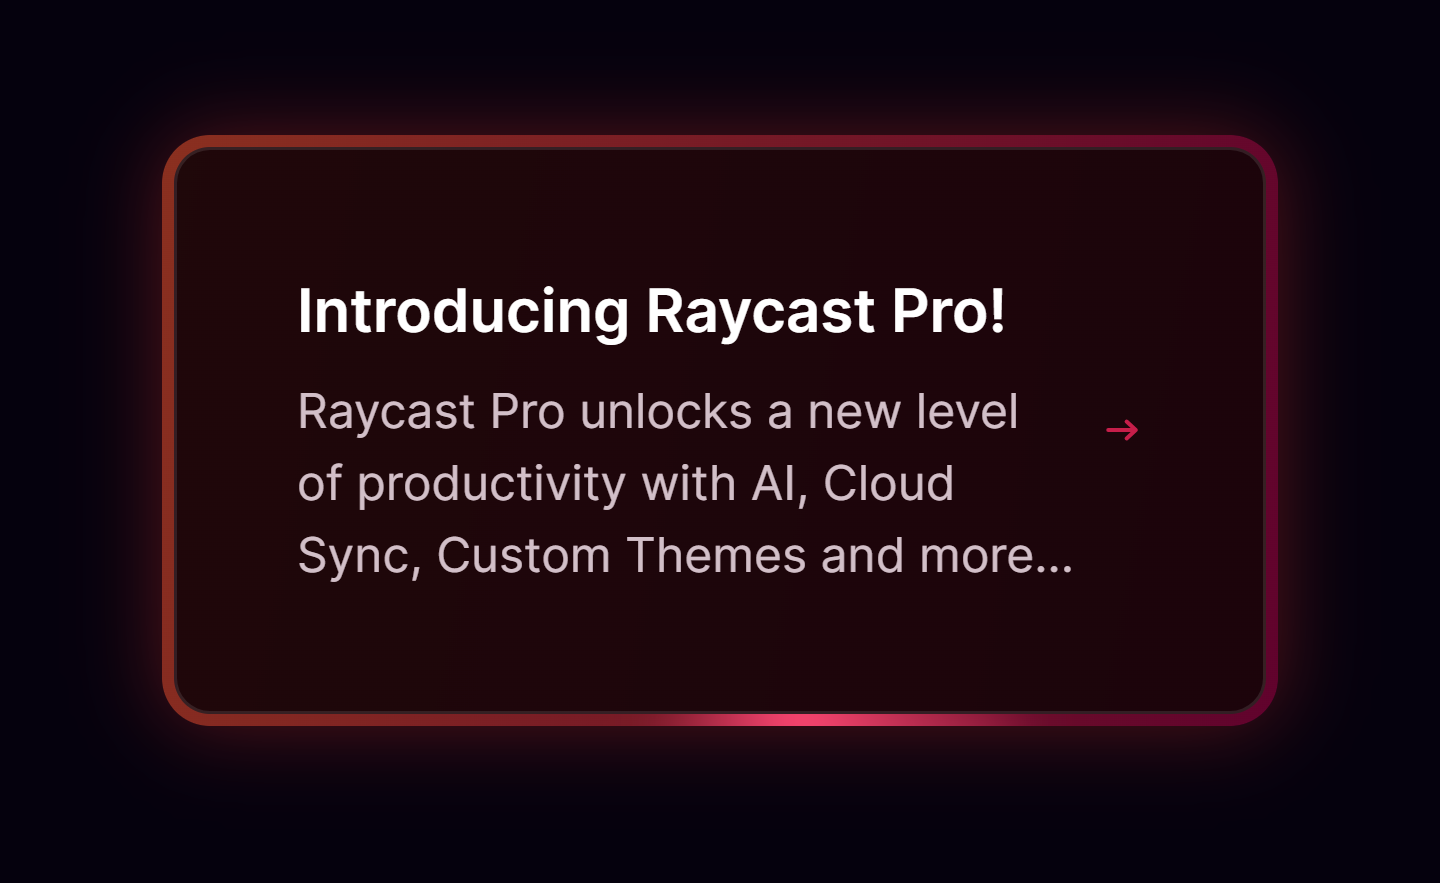 Introducing Raycast Pro!
Raycast Pro unlocks a new level
of productivity with AI, Cloud
Sync, Custom Themes and more...